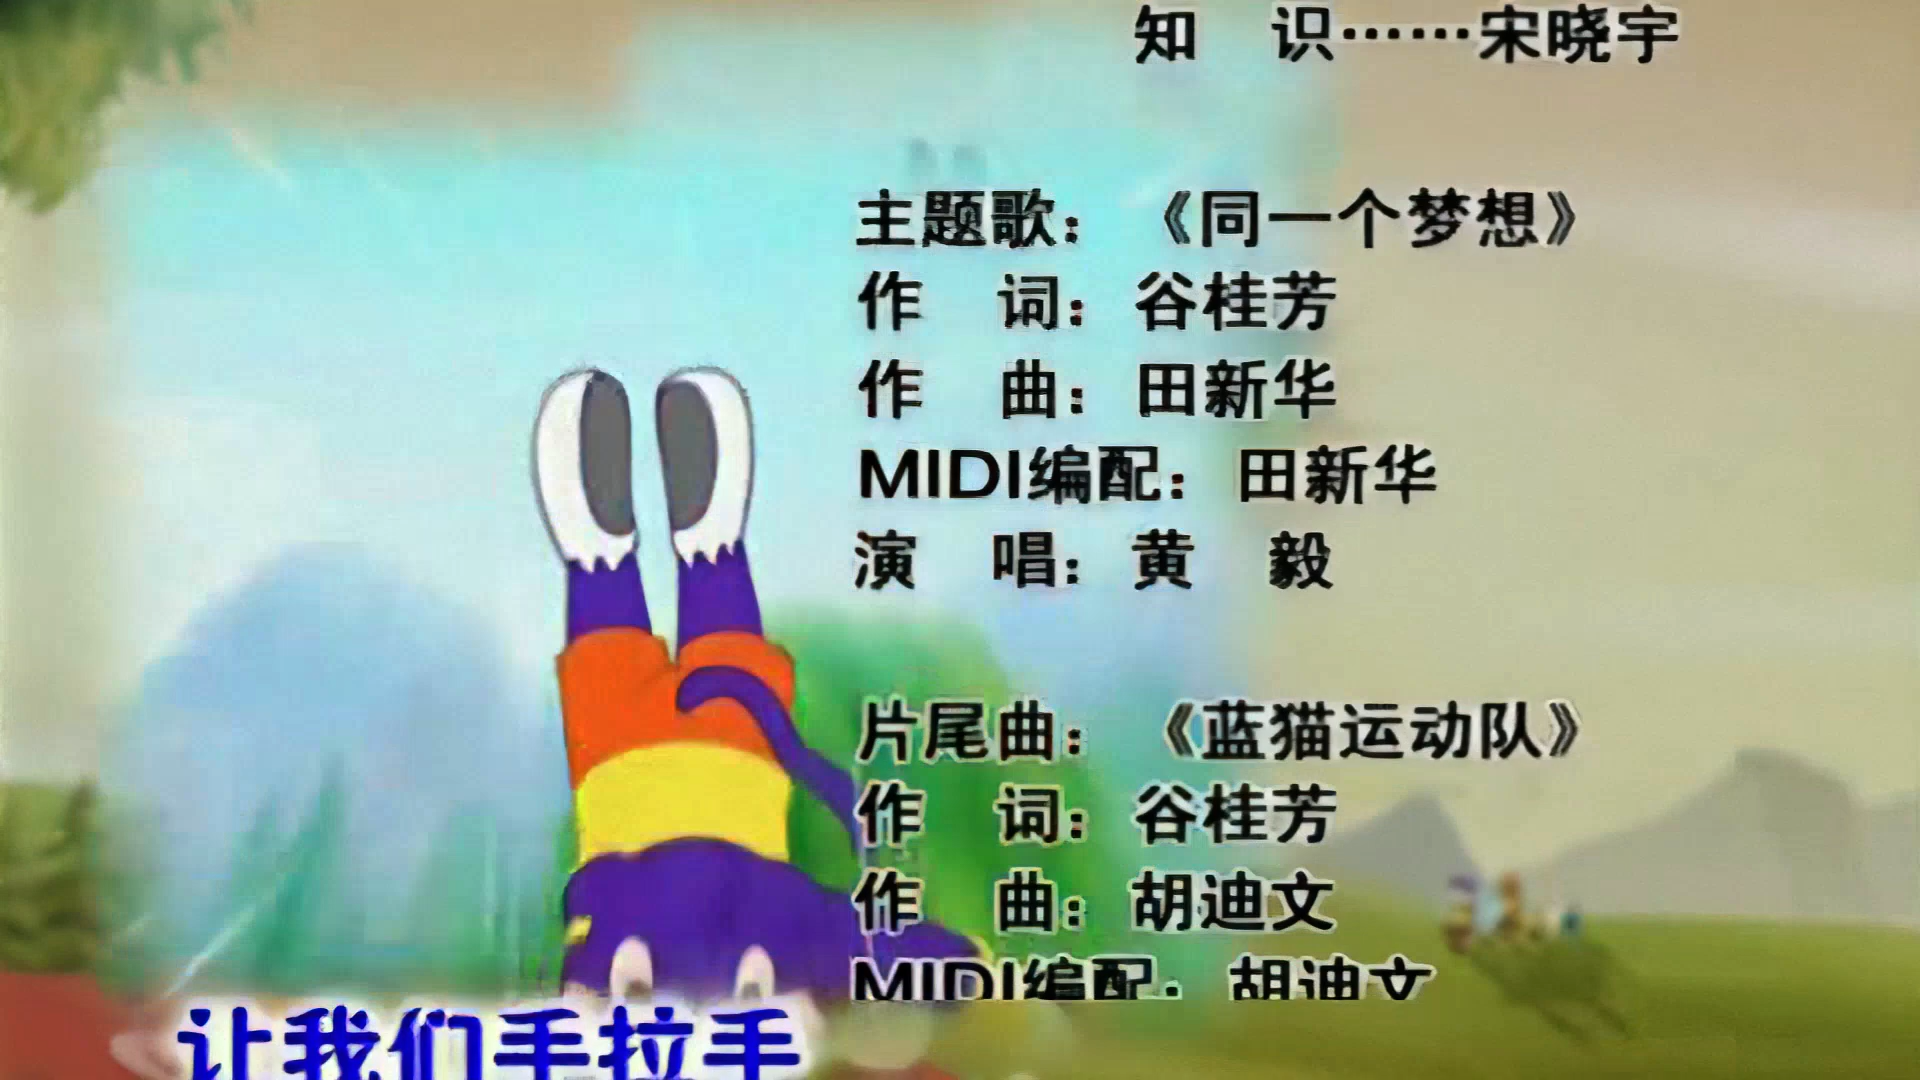 知 识……宋晓宇
主题歌：《同一个梦想》
作 词：谷桂芳
作 曲：田新华
MIDI编配：田新华
演 唱：黄 毅
片尾曲：《蓝猫运动队》
作 词：谷桂芳
作 曲：胡迪文
MIDI编配：胡迪文
让我们手拉手